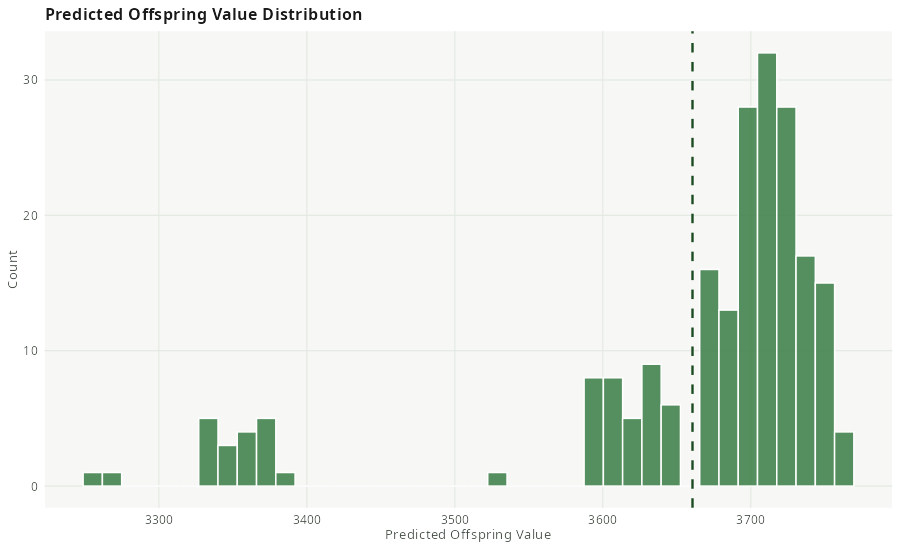 Predicted Offspring Value Distribution
Count
30
20
10
0
3300 3400 3500 3600 3700
Predicted Offspring Value